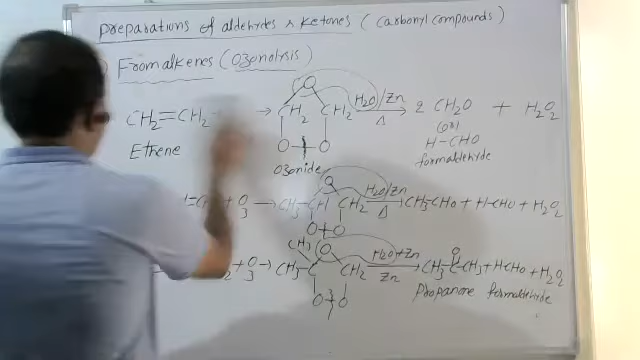 Preparations of aldehydes & ketones (Carbonyl compounds)
From alkenes (Ozonolysis)
CH2=CH2 → CH2 O CH2 H2O/Zn Δ → 2 CH2O + H2O2
(or)
O O H-CHO
Ethene Ozonide formaldehyde
+ O3 → CH3-CH O CH2 H2O/Zn Δ → CH3-CHO + H-CHO + H2O2
O O
CH3
+ O3 → CH3-C O CH2 H2O+Zn Zn → CH3-C-CH3 + HCHO + H2O2
O
O O Propanone formaldehyde